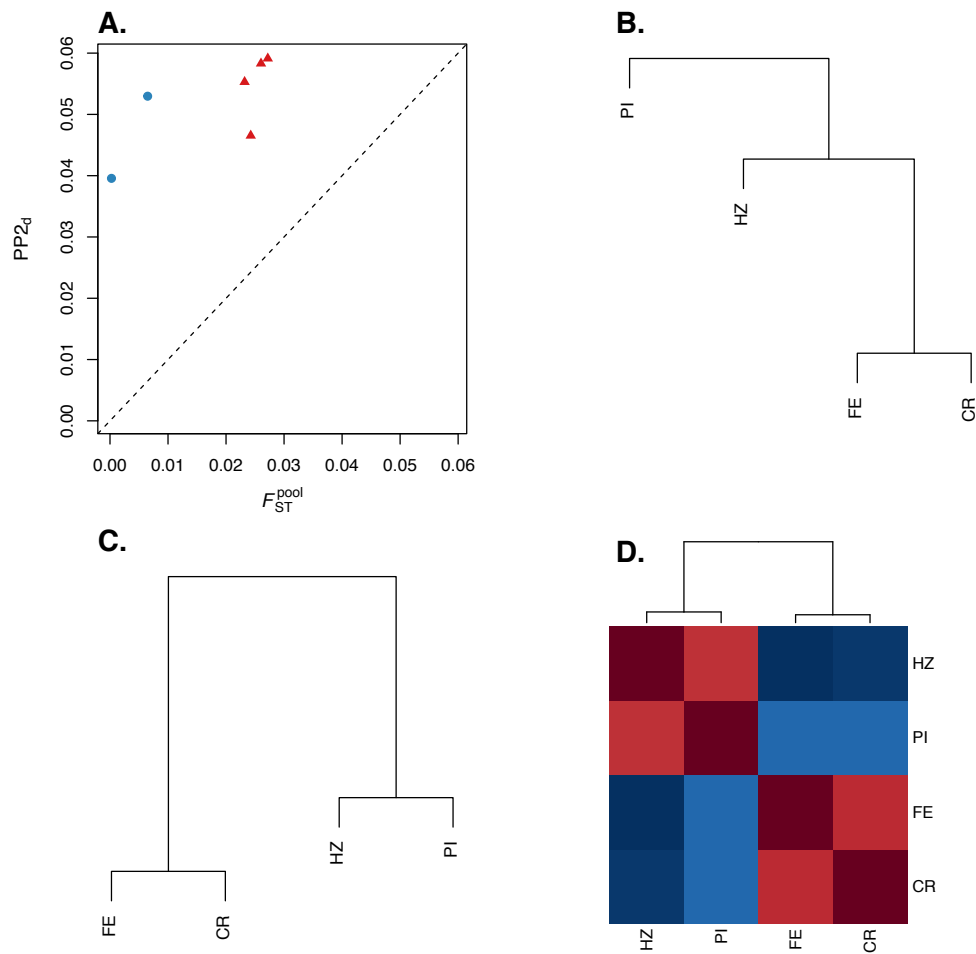 A.
PP2d
0.06
0.05
0.04
0.03
0.02
0.01
0.00
0.00 0.01 0.02 0.03 0.04 0.05 0.06
F_ST^pool
B.
PI
HZ
FE
CR
C.
HZ
PI
FE
CR
D.
HZ
PI
FE
CR
HZ PI FE CR